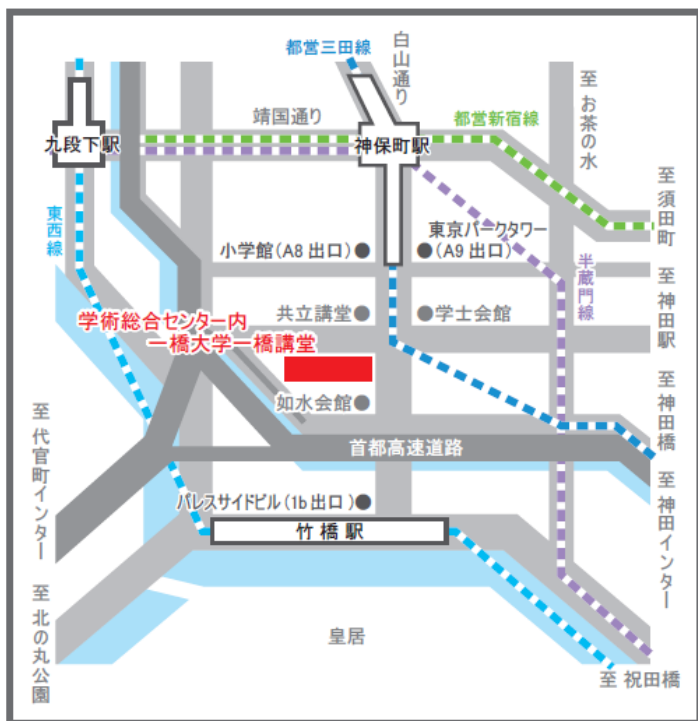 都営三田線
白山通り
至 お茶の水
靖国通り
都営新宿線
九段下駅
神保町駅
至 須田町
東西線
小学館(A8 出口)●
東京パークタワー
●(A9 出口)
半蔵門線
至 神田駅
共立講堂●
●学士会館
学術総合センター内
一橋大学一橋講堂
如水会館●
至 神田橋
至 代官町インター
首都高速道路
至 神田インター
パレスサイドビル(1b 出口)●
竹橋駅
至 北の丸公園
皇居
至 祝田橋